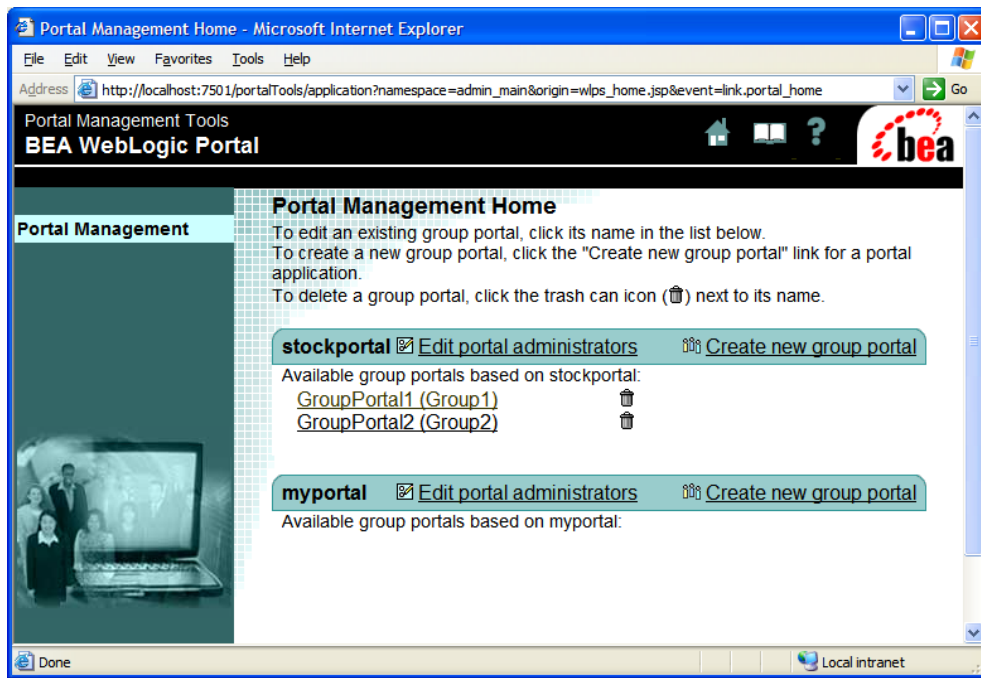 Portal Management Home - Microsoft Internet Explorer
File Edit View Favorites Tools Help
Address http://localhost:7501/portalTools/application?namespace=admin_main&origin=wlps_home.jsp&event=link.portal_home Go
Portal Management Tools
BEA WebLogic Portal
? bea
Portal Management
Portal Management Home
To edit an existing group portal, click its name in the list below.
To create a new group portal, click the "Create new group portal" link for a portal
application.
To delete a group portal, click the trash can icon ( ) next to its name.
stockportal Edit portal administrators Create new group portal
Available group portals based on stockportal:
GroupPortal1 (Group1)
GroupPortal2 (Group2)
myportal Edit portal administrators Create new group portal
Available group portals based on myportal:
Done Local intranet